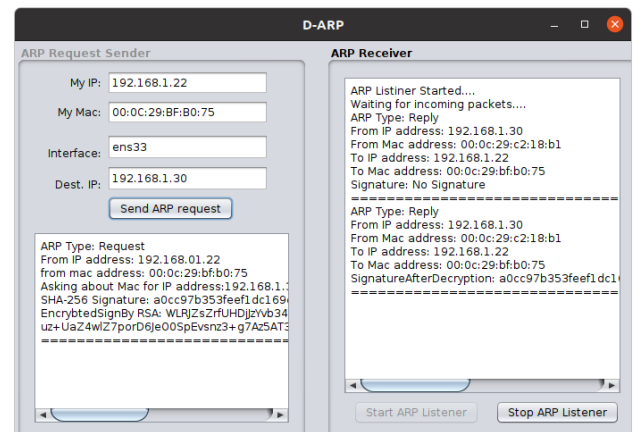 D-ARP
ARP Request Sender
My IP: 192.168.1.22
My Mac: 00:0C:29:BF:B0:75
Interface: ens33
Dest. IP: 192.168.1.30
Send ARP request
ARP Type: Request
From IP address: 192.168.01.22
from mac address: 00:0c:29:bf:b0:75
Asking about Mac for IP address:192.168.1.3
SHA-256 Signature: a0cc97b353feef1dc169
EncrybtedSignBy RSA: WLRJZsZrfUHDjJzYvb34
uz+UaZ4wlZ7porD6Je00SpEvsnz3+g7Az5AT3
==============================
ARP Receiver
ARP Listiner Started....
Waiting for incoming packets....
ARP Type: Reply
From IP address: 192.168.1.30
From Mac address: 00:0c:29:c2:18:b1
To IP address: 192.168.1.22
To Mac address: 00:0c:29:bf:b0:75
Signature: No Signature
================================
ARP Type: Reply
From IP address: 192.168.1.30
From Mac address: 00:0c:29:c2:18:b1
To IP address: 192.168.1.22
To Mac address: 00:0c:29:bf:b0:75
SignatureAfterDecryption: a0cc97b353feef1dc1
================================
Start ARP Listener
Stop ARP Listener